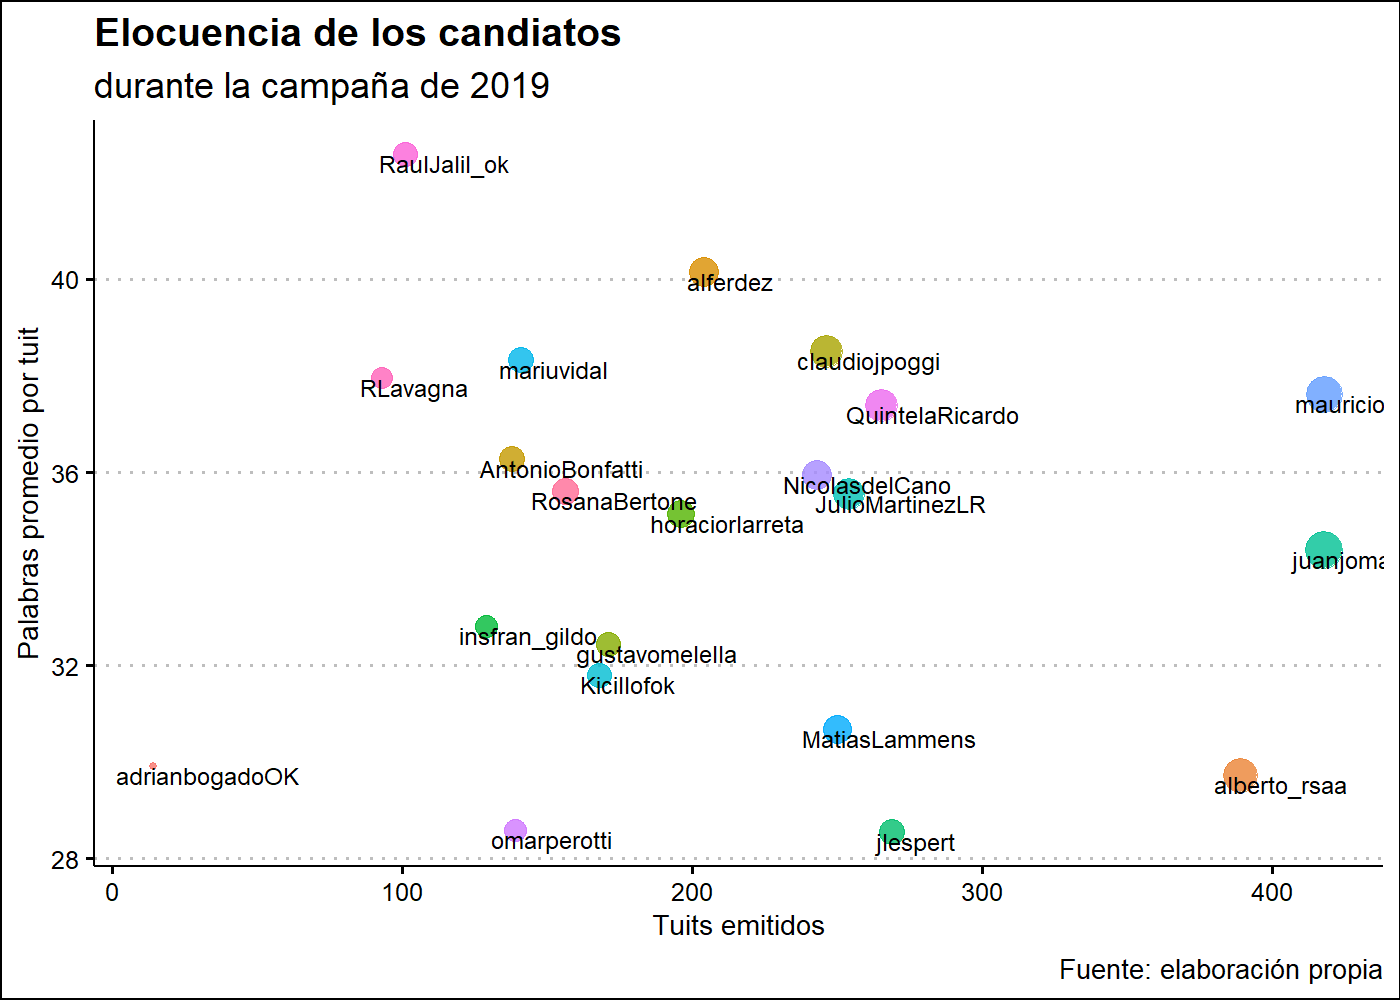 Elocuencia de los candiatos
durante la campaña de 2019
RaulJalil_ok
40
alferdez
claudiojpoggi
mariuvidal
RLavagna
mauricio
QuintelaRicardo
Palabras promedio por tuit
36
AntonioBonfatti
NicolasdelCano
RosanaBertone
JulioMartinezLR
horaciorlarreta
juanjoma
insfran_gildo
gustavomelella
32
Kicillofok
MatiasLammens
adrianbogadoOK
alberto_rsaa
omarperotti
jlespert
28
0 100 200 300 400
Tuits emitidos
Fuente: elaboración propia